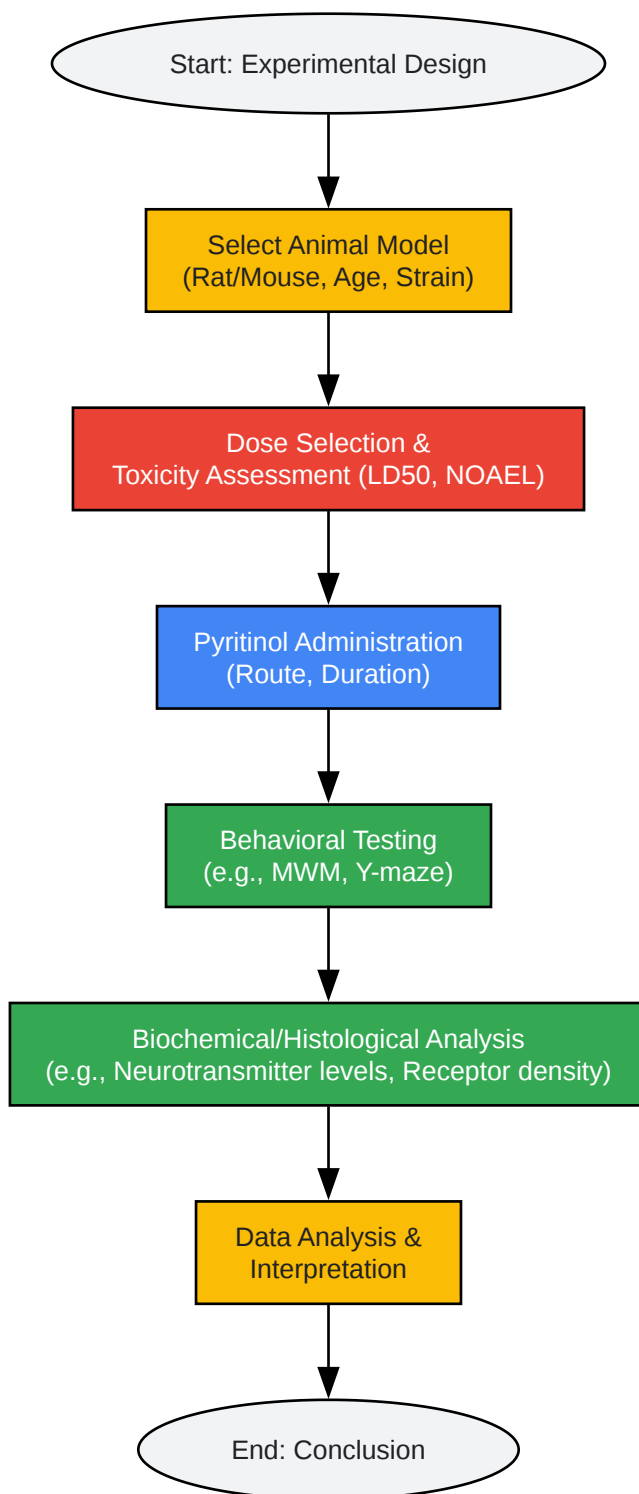 Start: Experimental Design
Select Animal Model
(Rat/Mouse, Age, Strain)
Dose Selection &
Toxicity Assessment (LD50, NOAEL)
Pyritinol Administration
(Route, Duration)
Behavioral Testing
(e.g., MWM, Y-maze)
Biochemical/Histological Analysis
(e.g., Neurotransmitter levels, Receptor density)
Data Analysis &
Interpretation
End: Conclusion